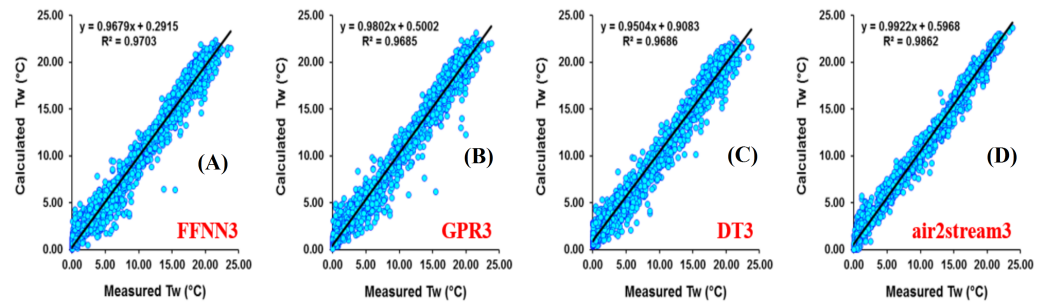 y = 0.9679x + 0.2915
R² = 0.9703
25.00
20.00
15.00
10.00
5.00
0.00
Calculated Tw (°C)
(A)
FFNN3
0.00 5.00 10.00 15.00 20.00 25.00
Measured Tw (°C)
y = 0.9802x + 0.5002
R² = 0.9685
25.00
20.00
15.00
10.00
5.00
0.00
Calculated Tw (°C)
(B)
GPR3
0.00 5.00 10.00 15.00 20.00 25.00
Measured Tw (°C)
y = 0.9504x + 0.9083
R² = 0.9686
25.00
20.00
15.00
10.00
5.00
0.00
Calculated Tw (°C)
(C)
DT3
0.00 5.00 10.00 15.00 20.00 25.00
Measured Tw (°C)
y = 0.9922x + 0.5968
R² = 0.9862
25.00
20.00
15.00
10.00
5.00
0.00
Calculated Tw (°C)
(D)
air2stream3
0.00 5.00 10.00 15.00 20.00 25.00
Measured Tw (°C)